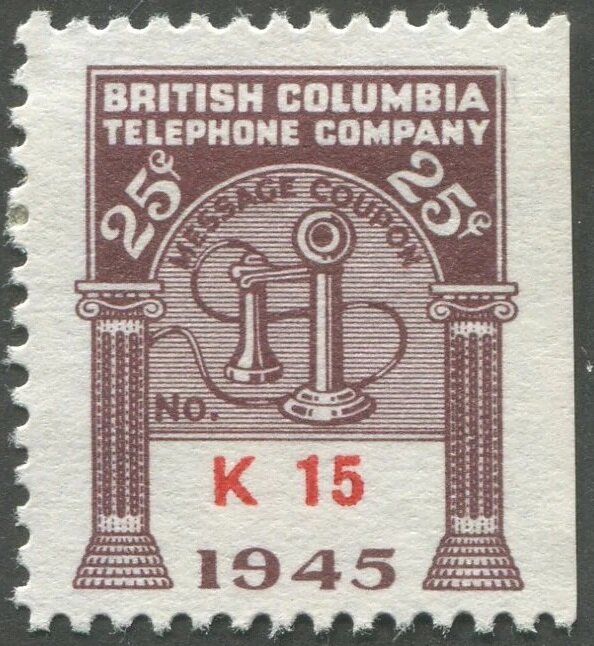 BRITISH COLUMBIA
TELEPHONE COMPANY
25¢ 25¢
MESSAGE COUPON
No.
K 15
1945